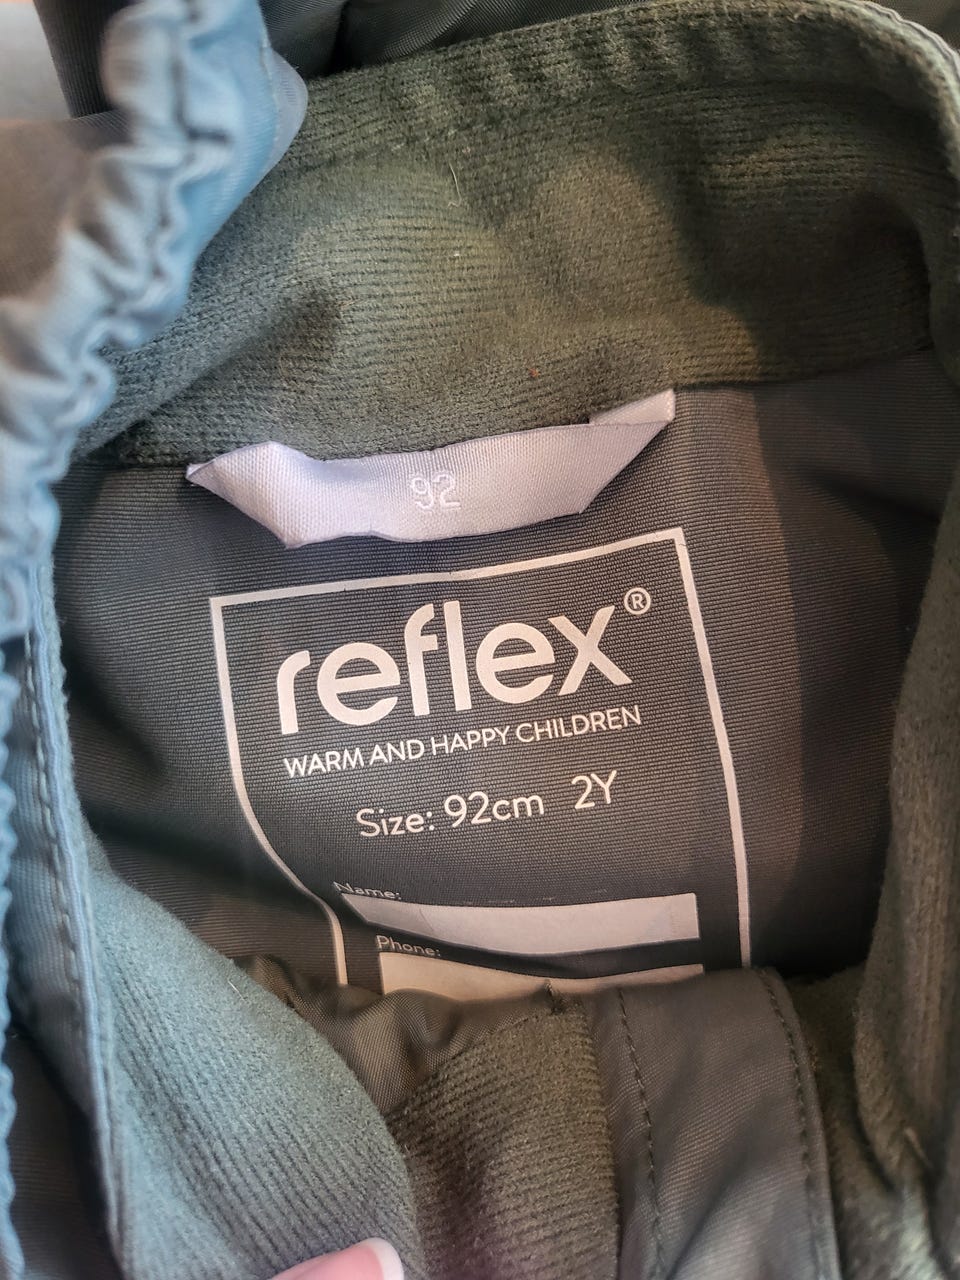 92
reflex®
WARM AND HAPPY CHILDREN
Size: 92cm 2Y
Name:
Phone: